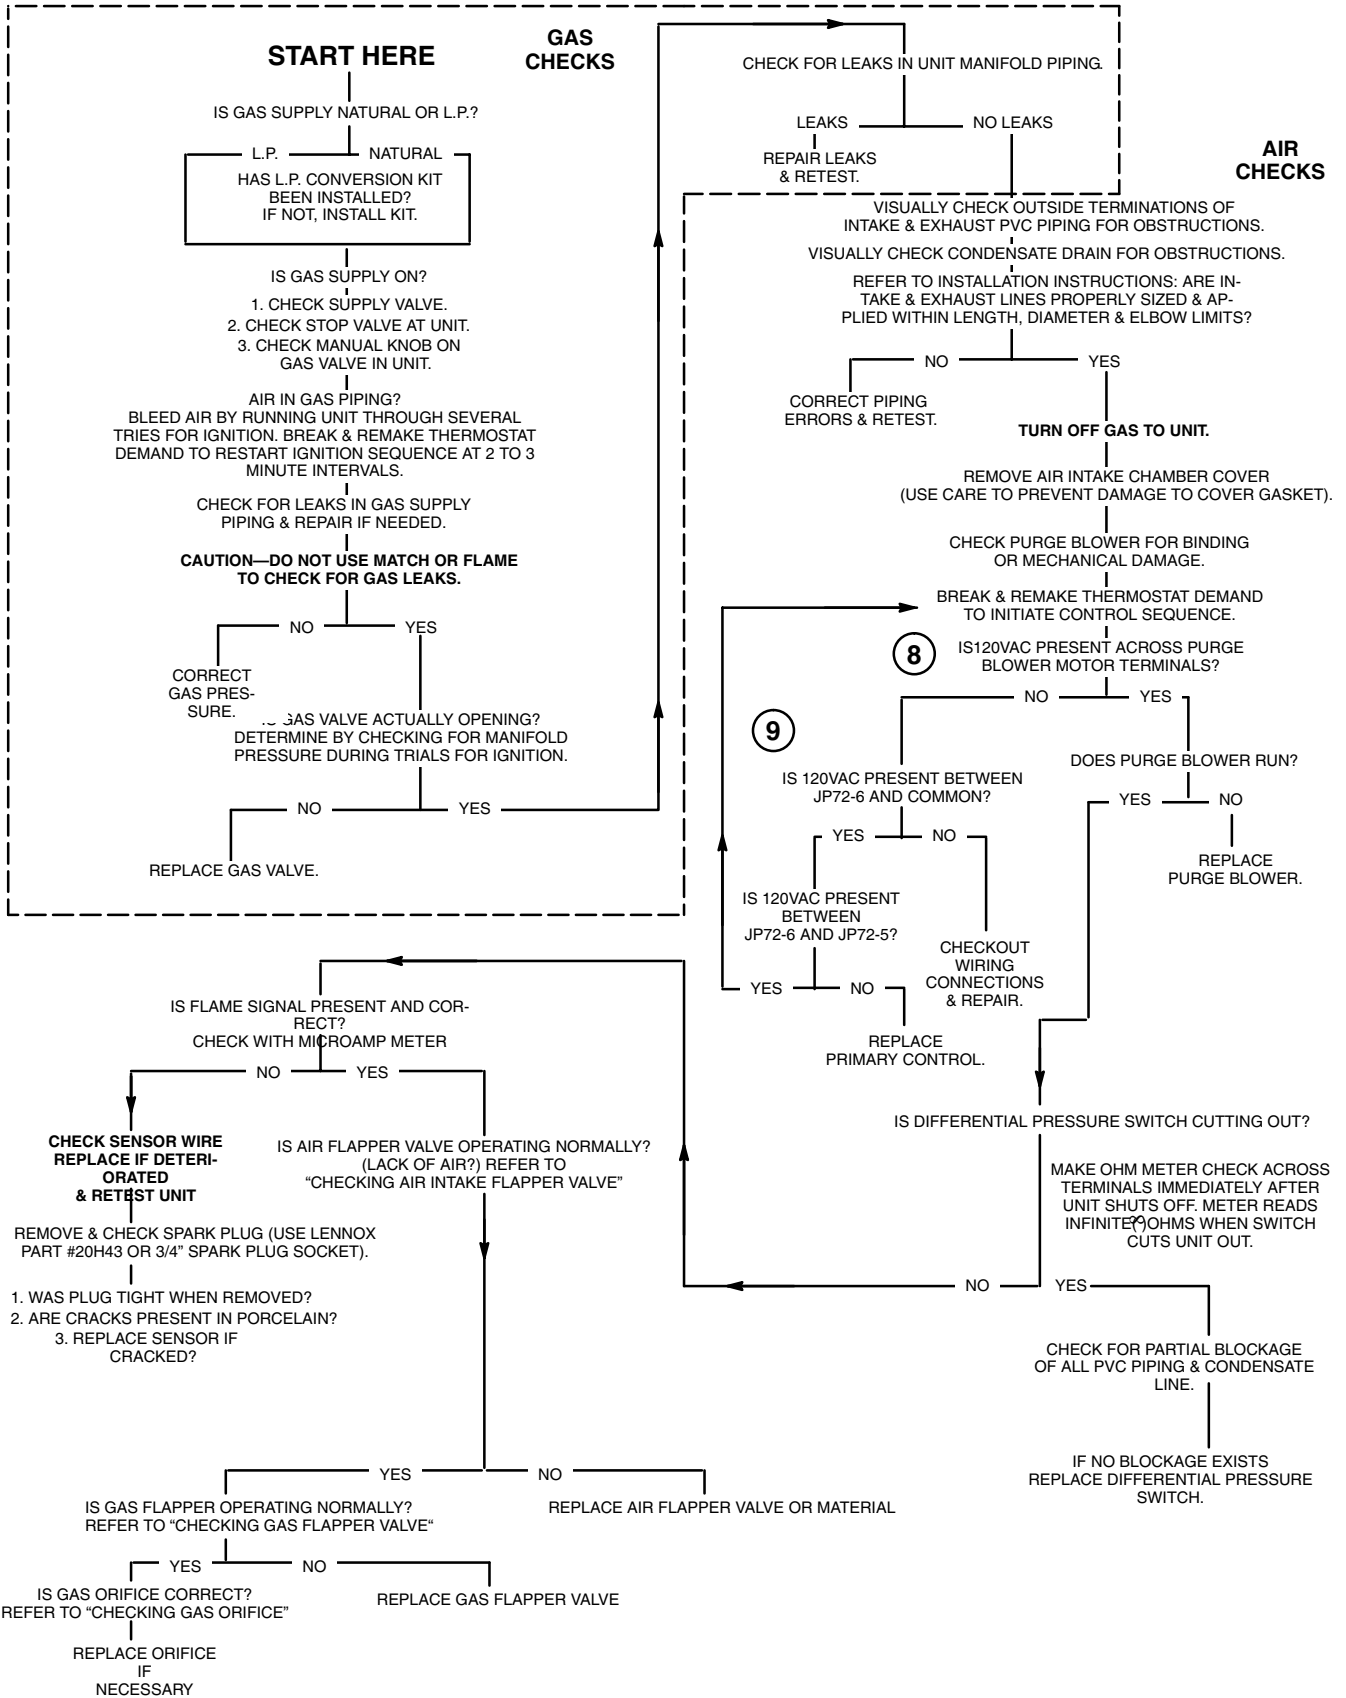 START HERE
GAS
CHECKS
IS GAS SUPPLY NATURAL OR L.P.?
L.P.
NATURAL
HAS L.P. CONVERSION KIT
BEEN INSTALLED?
IF NOT, INSTALL KIT.
IS GAS SUPPLY ON?
1. CHECK SUPPLY VALVE.
2. CHECK STOP VALVE AT UNIT.
3. CHECK MANUAL KNOB ON
GAS VALVE IN UNIT.
AIR IN GAS PIPING?
BLEED AIR BY RUNNING UNIT THROUGH SEVERAL
TRIES FOR IGNITION. BREAK & REMAKE THERMOSTAT
DEMAND TO RESTART IGNITION SEQUENCE AT 2 TO 3
MINUTE INTERVALS.
CHECK FOR LEAKS IN GAS SUPPLY
PIPING & REPAIR IF NEEDED.
CAUTION—DO NOT USE MATCH OR FLAME
TO CHECK FOR GAS LEAKS.
NO
YES
CORRECT
GAS PRES-
SURE.
IS GAS VALVE ACTUALLY OPENING?
DETERMINE BY CHECKING FOR MANIFOLD
PRESSURE DURING TRIALS FOR IGNITION.
NO
YES
REPLACE GAS VALVE.
CHECK FOR LEAKS IN UNIT MANIFOLD PIPING.
LEAKS
NO LEAKS
REPAIR LEAKS
& RETEST.
AIR
CHECKS
VISUALLY CHECK OUTSIDE TERMINATIONS OF
INTAKE & EXHAUST PVC PIPING FOR OBSTRUCTIONS.
VISUALLY CHECK CONDENSATE DRAIN FOR OBSTRUCTIONS.
REFER TO INSTALLATION INSTRUCTIONS: ARE IN-
TAKE & EXHAUST LINES PROPERLY SIZED & AP-
PLIED WITHIN LENGTH, DIAMETER & ELBOW LIMITS?
NO
YES
CORRECT PIPING
ERRORS & RETEST.
TURN OFF GAS TO UNIT.
REMOVE AIR INTAKE CHAMBER COVER
(USE CARE TO PREVENT DAMAGE TO COVER GASKET).
CHECK PURGE BLOWER FOR BINDING
OR MECHANICAL DAMAGE.
BREAK & REMAKE THERMOSTAT DEMAND
TO INITIATE CONTROL SEQUENCE.
8
IS120VAC PRESENT ACROSS PURGE
BLOWER MOTOR TERMINALS?
NO
YES
9
IS 120VAC PRESENT BETWEEN
JP72-6 AND COMMON?
DOES PURGE BLOWER RUN?
YES
NO
REPLACE
PURGE BLOWER.
YES
NO
IS 120VAC PRESENT
BETWEEN
JP72-6 AND JP72-5?
CHECKOUT
WIRING
CONNECTIONS
& REPAIR.
YES
NO
REPLACE
PRIMARY CONTROL.
IS DIFFERENTIAL PRESSURE SWITCH CUTTING OUT?
MAKE OHM METER CHECK ACROSS
TERMINALS IMMEDIATELY AFTER
UNIT SHUTS OFF. METER READS
INFINITE(∞)OHMS WHEN SWITCH
CUTS UNIT OUT.
NO
YES
CHECK FOR PARTIAL BLOCKAGE
OF ALL PVC PIPING & CONDENSATE
LINE.
IF NO BLOCKAGE EXISTS
REPLACE DIFFERENTIAL PRESSURE
SWITCH.
IS FLAME SIGNAL PRESENT AND COR-
RECT?
CHECK WITH MICROAMP METER
NO
YES
CHECK SENSOR WIRE
REPLACE IF DETERI-
ORATED
& RETEST UNIT
REMOVE & CHECK SPARK PLUG (USE LENNOX
PART #20H43 OR 3/4” SPARK PLUG SOCKET).
1. WAS PLUG TIGHT WHEN REMOVED?
2. ARE CRACKS PRESENT IN PORCELAIN?
3. REPLACE SENSOR IF
CRACKED?
IS AIR FLAPPER VALVE OPERATING NORMALLY?
(LACK OF AIR?) REFER TO
“CHECKING AIR INTAKE FLAPPER VALVE”
YES
NO
IS GAS FLAPPER OPERATING NORMALLY?
REFER TO “CHECKING GAS FLAPPER VALVE“
REPLACE AIR FLAPPER VALVE OR MATERIAL
YES
NO
IS GAS ORIFICE CORRECT?
REFER TO “CHECKING GAS ORIFICE”
REPLACE GAS FLAPPER VALVE
REPLACE ORIFICE
IF
NECESSARY